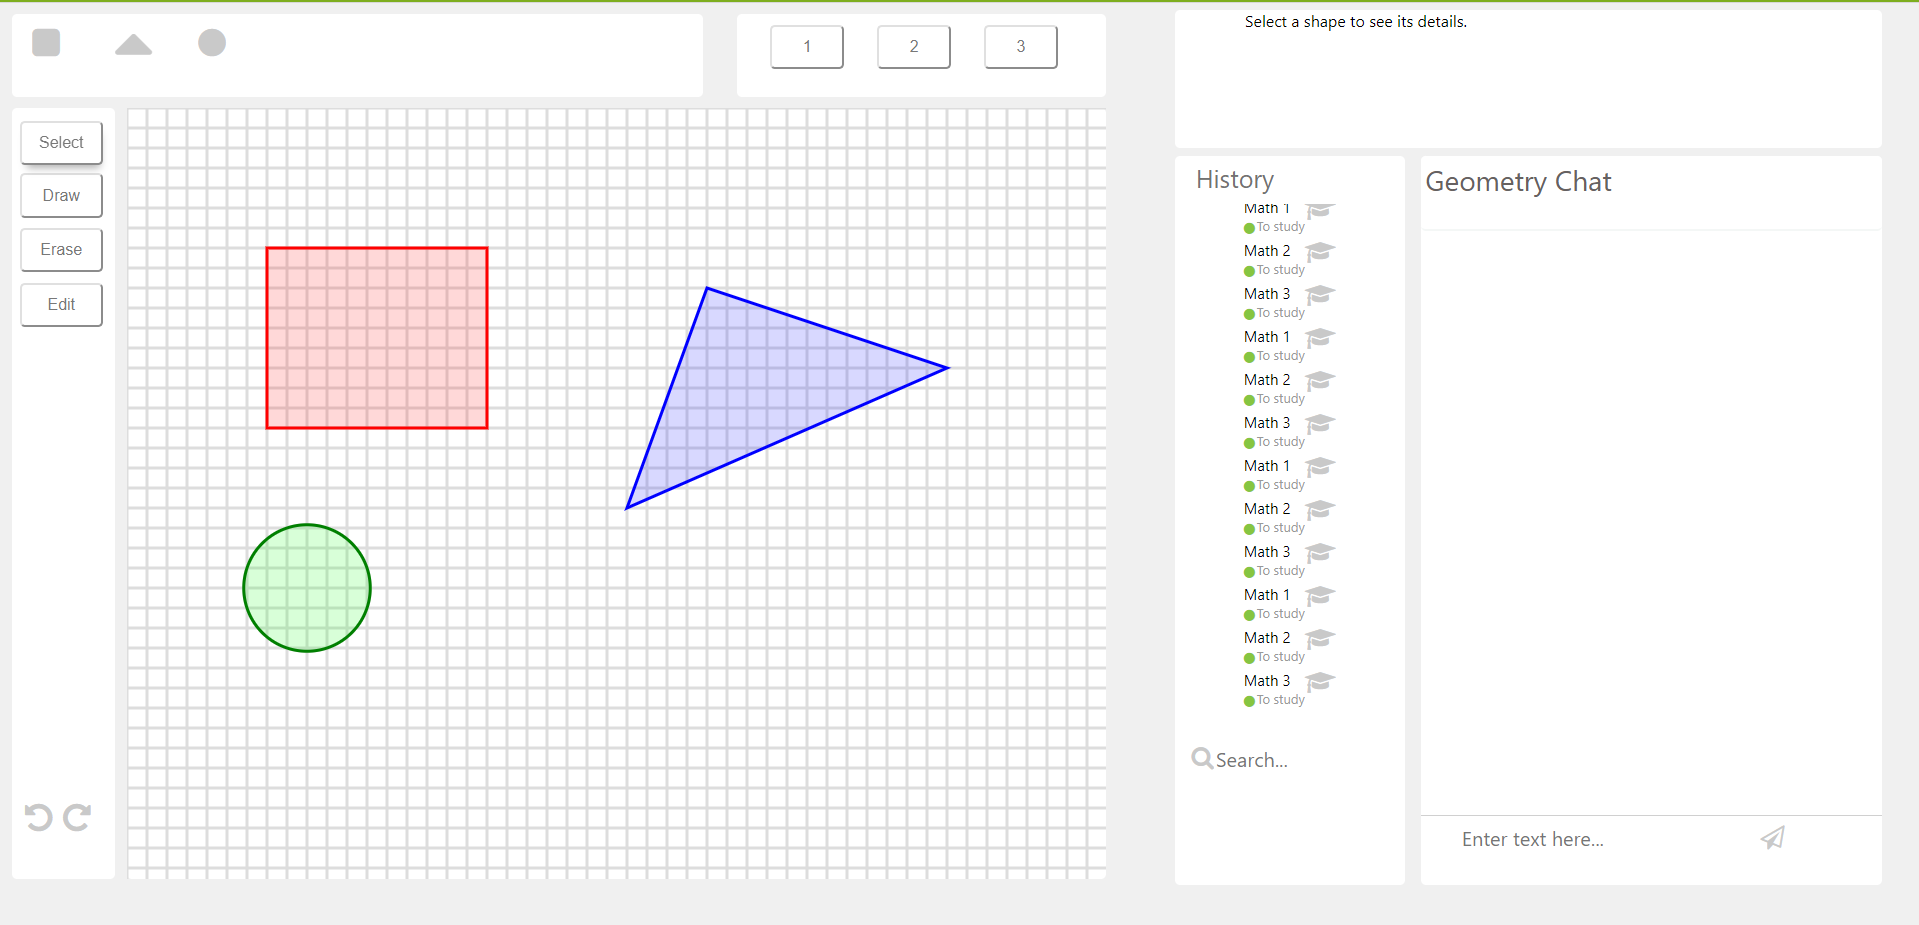 1
2
3
Select a shape to see its details.
Select
Draw
Erase
Edit
History
Math 1
To study
Math 2
To study
Math 3
To study
Math 1
To study
Math 2
To study
Math 3
To study
Math 1
To study
Math 2
To study
Math 3
To study
Math 1
To study
Math 2
To study
Math 3
To study
Search...
Geometry Chat
Enter text here...